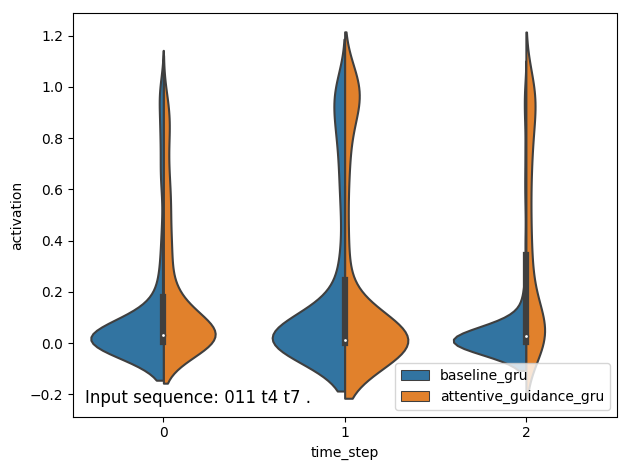 1.2
1.0
0.8
0.6
0.4
0.2
0.0
−0.2
activation
Input sequence: 011 t4 t7 .
baseline_gru
attentive_guidance_gru
0 1 2
time_step